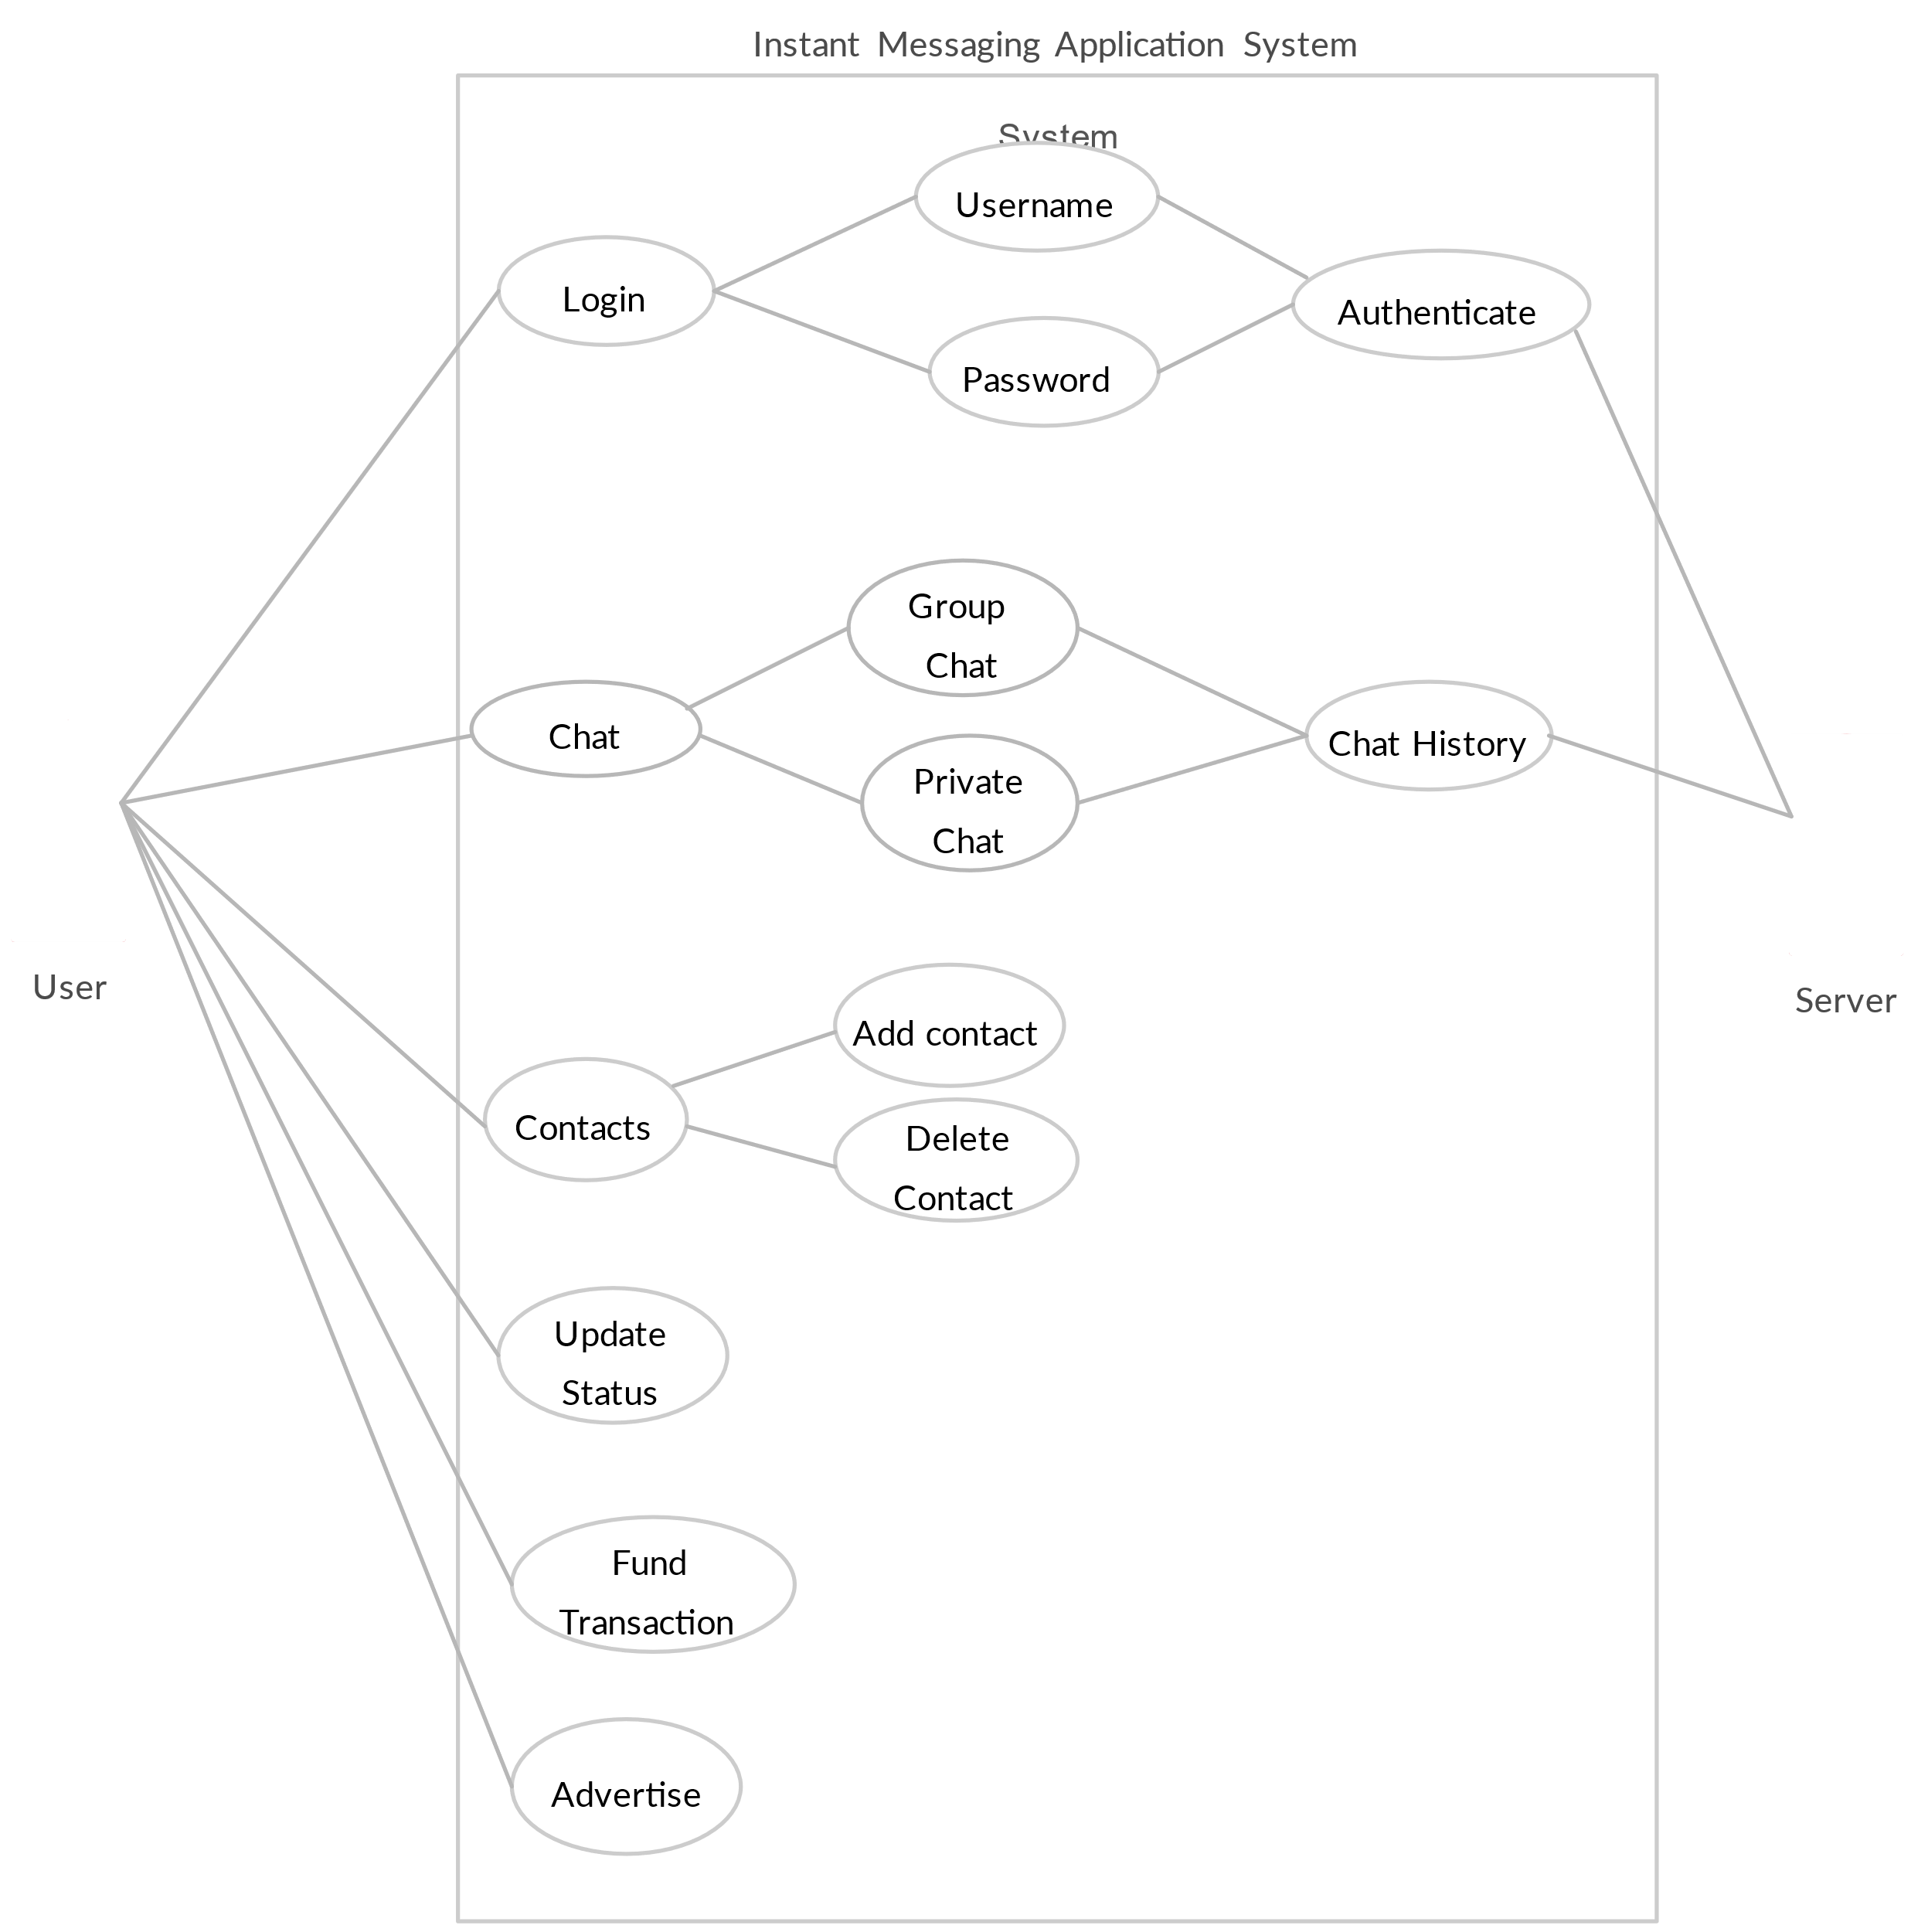 Instant Messaging Application System
System
Username
Login
Authenticate
Password
Group
Chat
Chat
Chat History
Private
Chat
User
Server
Add contact
Contacts
Delete
Contact
Update
Status
Fund
Transaction
Advertise